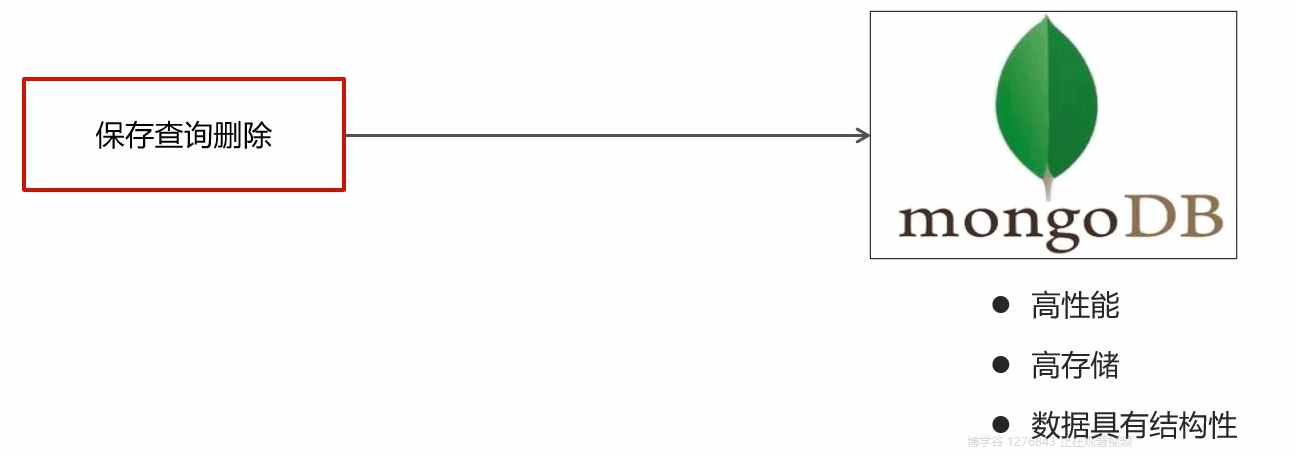 保存查询删除
mongoDB
● 高性能
● 高存储
● 数据具有结构性
博学谷 1276843 正在观看视频